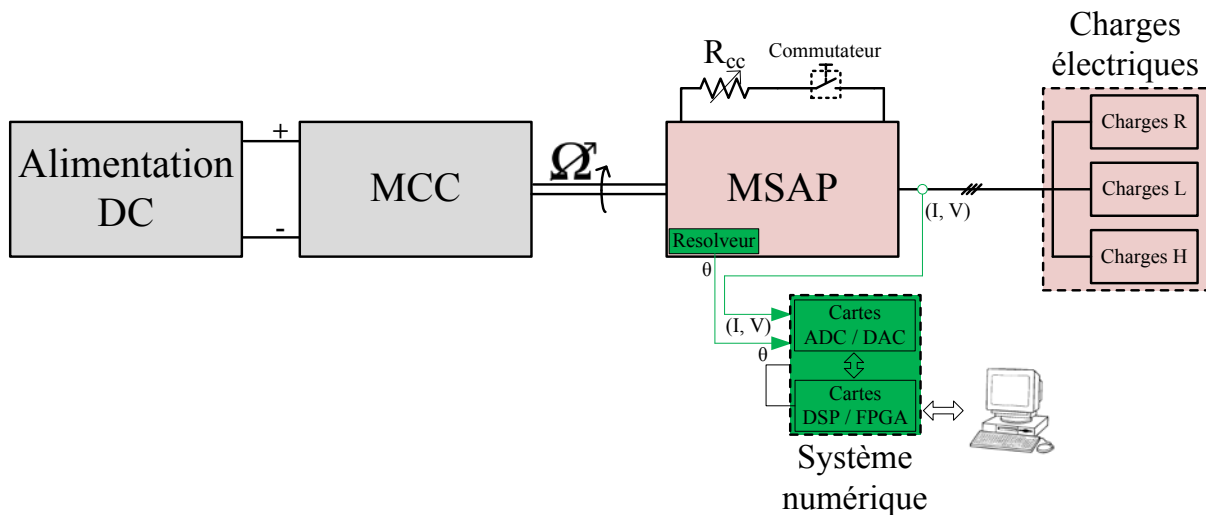 Charges
électriques
Commutateur
R_cc
Alimentation
DC
+
-
MCC
Ω
MSAP
Resolveur
θ
(I, V)
Charges R
Charges L
Charges H
(I, V)
θ
Cartes
ADC / DAC
Cartes
DSP / FPGA
Système
numérique